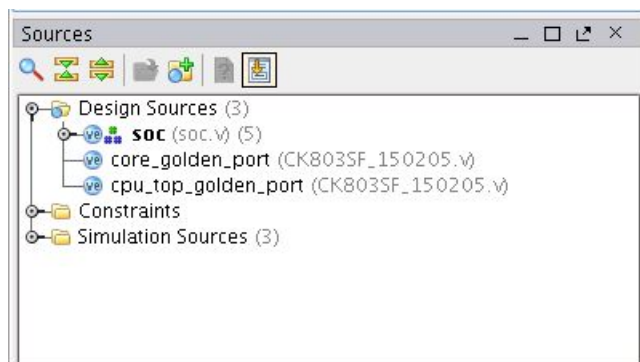 Sources
Design Sources (3)
soc (soc.v) (5)
core_golden_port (CK803SF_150205.v)
cpu_top_golden_port (CK803SF_150205.v)
Constraints
Simulation Sources (3)